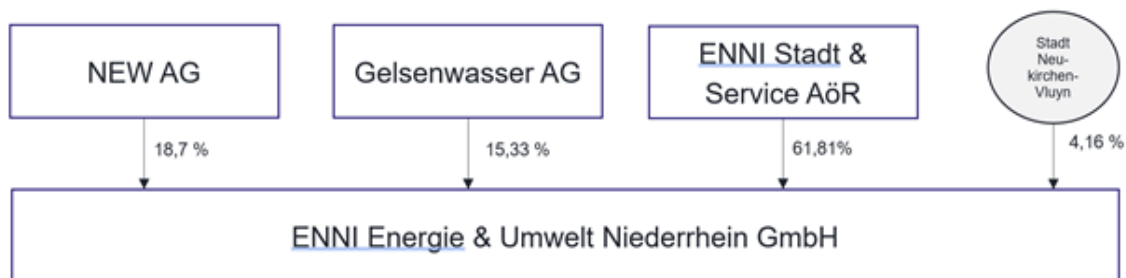 NEW AG
Gelsenwasser AG
ENNI Stadt &
Service AöR
Stadt
Neu-
kirchen-
Vluyn
18,7 %
15,33 %
61,81%
4,16 %
ENNI Energie & Umwelt Niederrhein GmbH